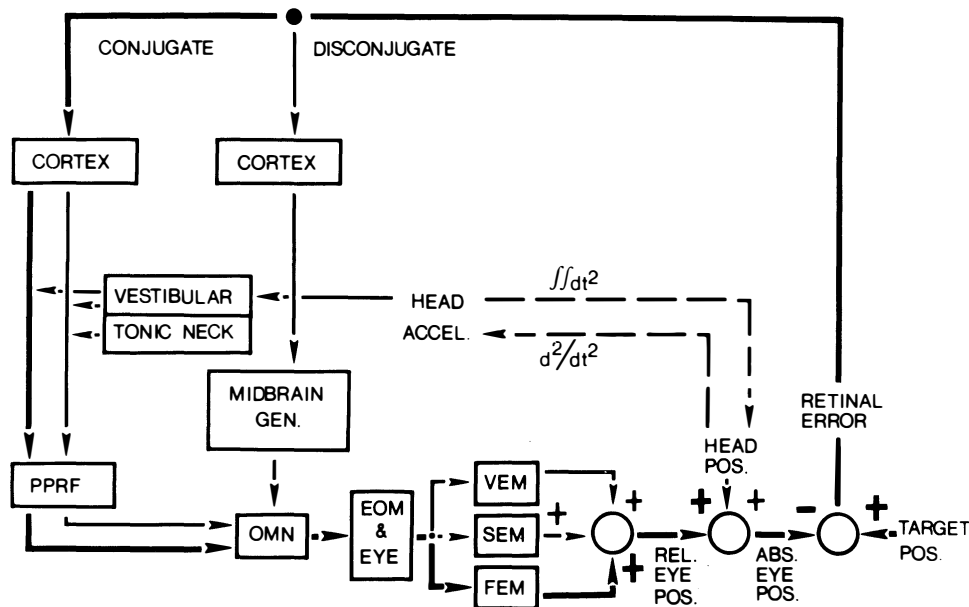 CONJUGATE
DISCONJUGATE
CORTEX
CORTEX
∫∫dt²
VESTIBULAR
HEAD
TONIC NECK
ACCEL.
d²/dt²
MIDBRAIN
GEN.
RETINAL
ERROR
HEAD
POS.
PPRF
VEM
OMN
EOM
&
EYE
SEM
FEM
+
+
+
+
+
-
+
REL.
EYE
POS.
ABS.
EYE
POS.
TARGET
POS.